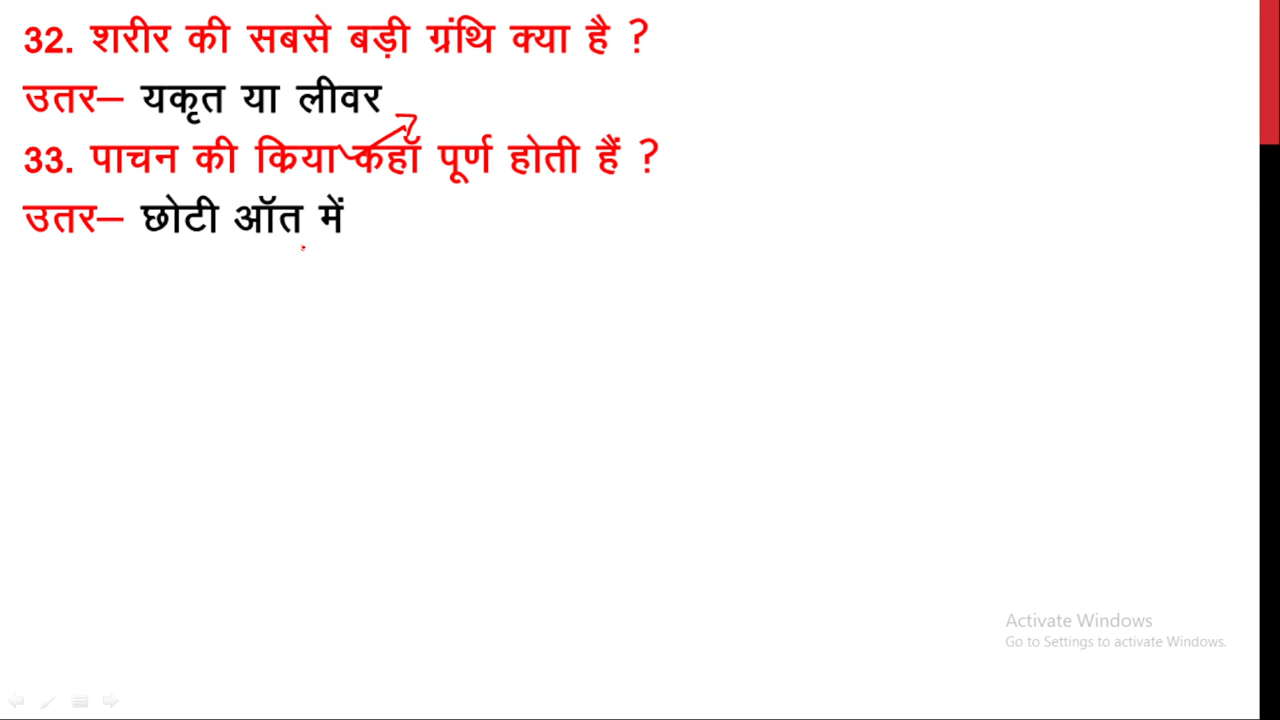 32. शरीर की सबसे बड़ी ग्रंथि क्या है ?
उतर– यकृत या लीवर
33. पाचन की किया कहॉ पूर्ण होती हैं ?
उतर– छोटी ऑत में
Activate Windows
Go to Settings to activate Windows.